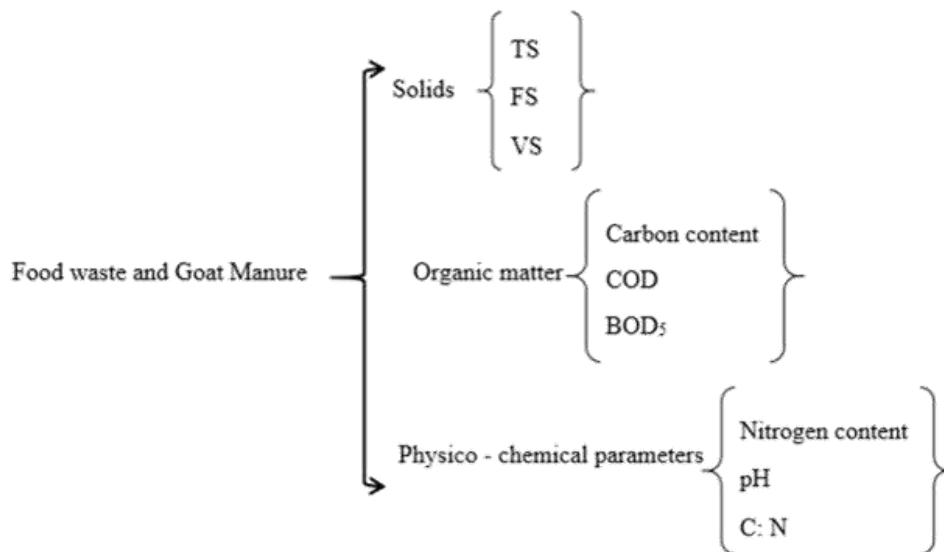 Solids
TS
FS
VS
Food waste and Goat Manure
Organic matter
Carbon content
COD
BOD₅
Physico - chemical parameters
Nitrogen content
pH
C: N